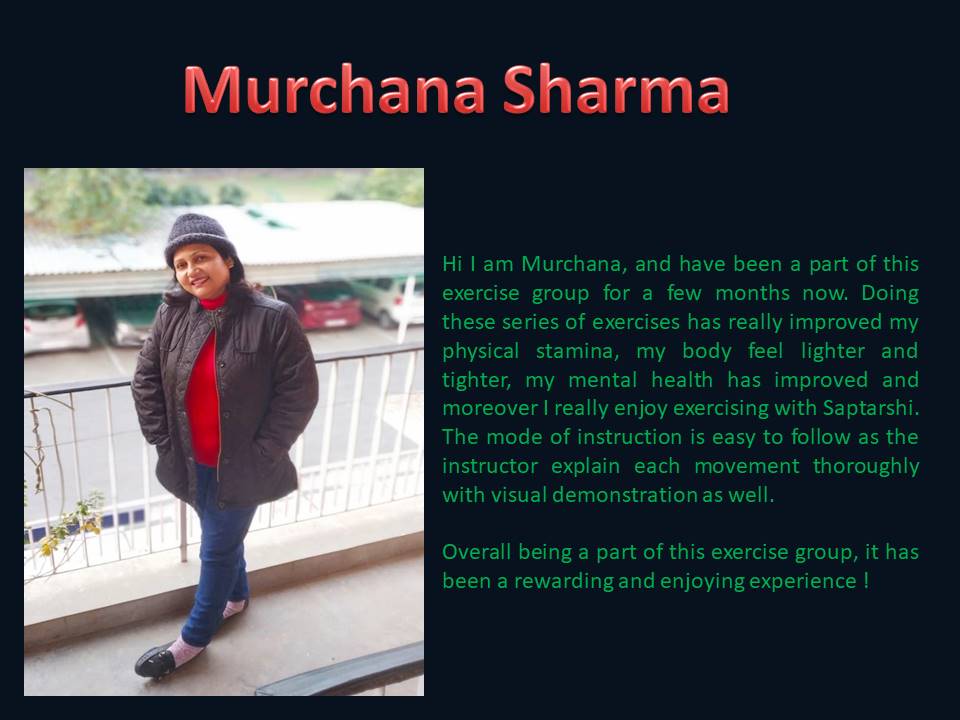 Murchana Sharma
Hi I am Murchana, and have been a part of this
exercise group for a few months now. Doing
these series of exercises has really improved my
physical stamina, my body feel lighter and
tighter, my mental health has improved and
moreover I really enjoy exercising with Saptarshi.
The mode of instruction is easy to follow as the
instructor explain each movement thoroughly
with visual demonstration as well.
Overall being a part of this exercise group, it has
been a rewarding and enjoying experience !